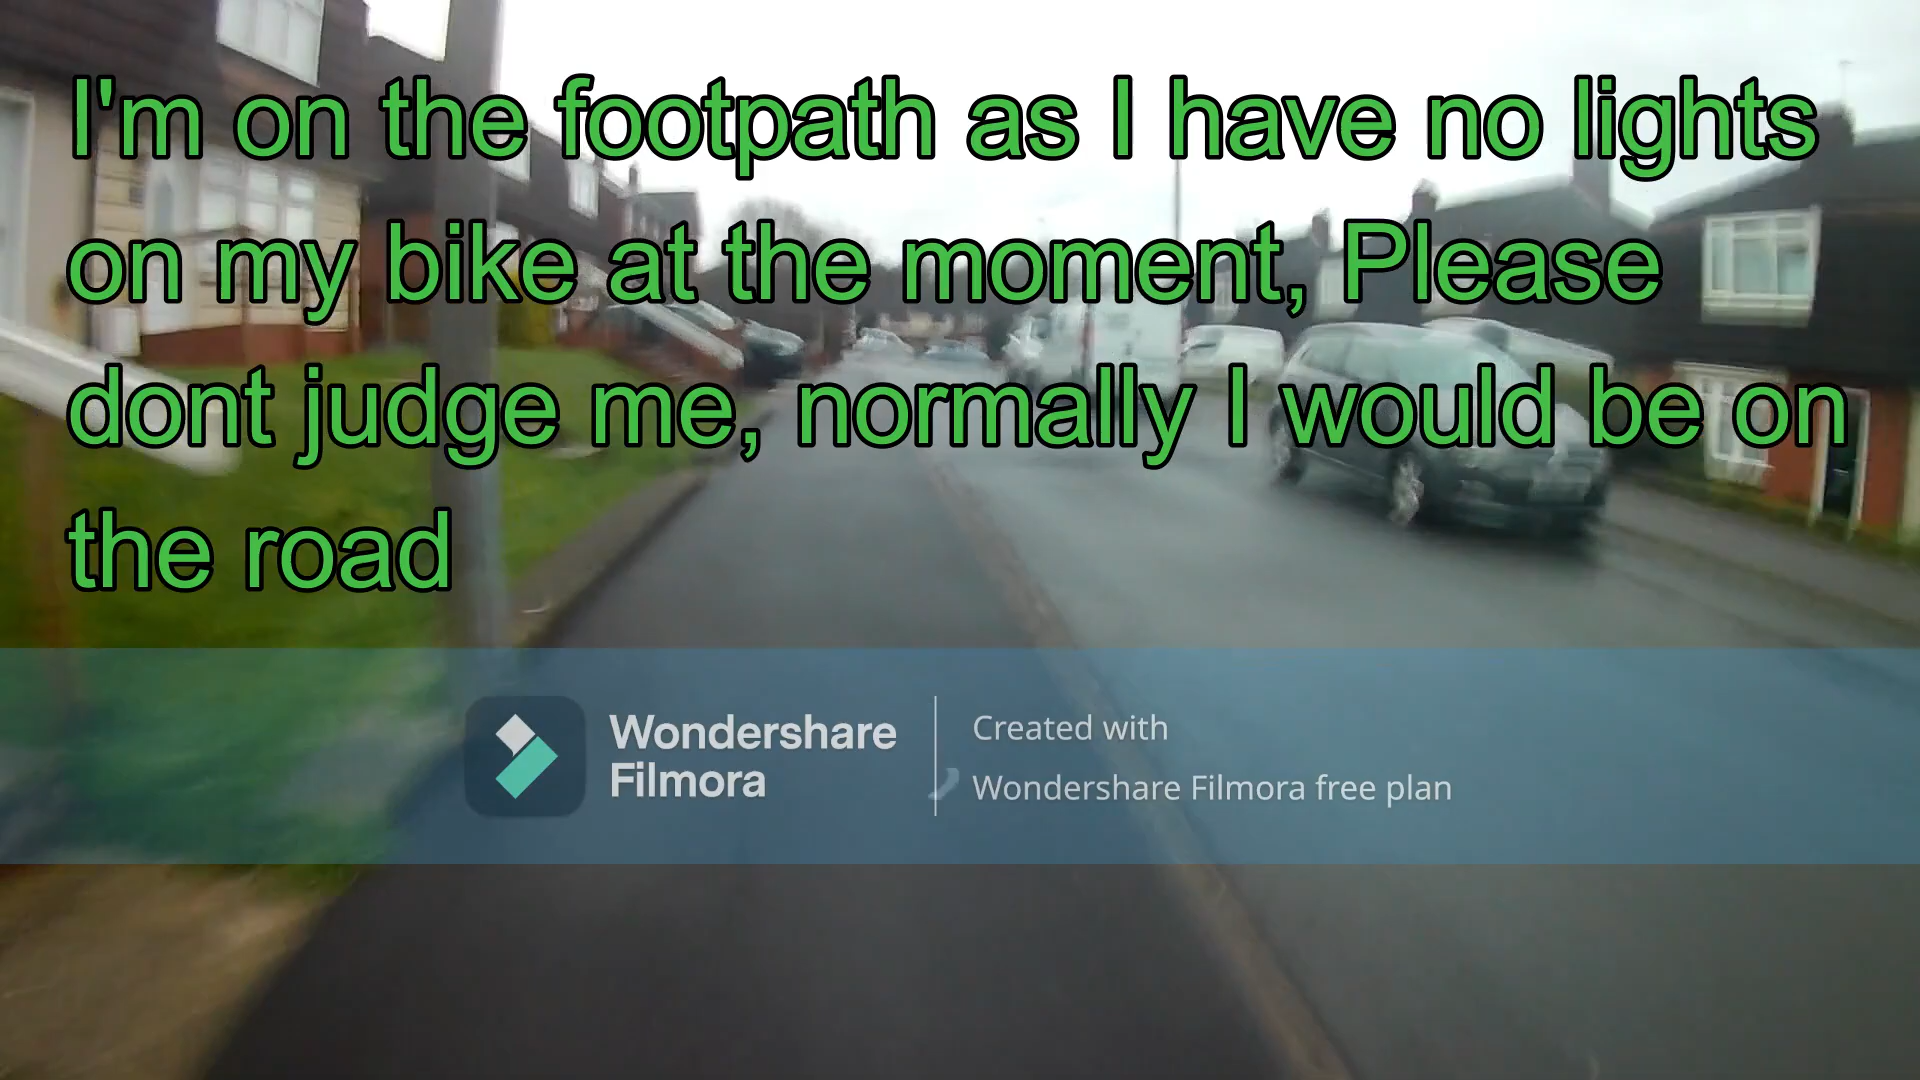 I'm on the footpath as I have no lights
on my bike at the moment, Please
dont judge me, normally I would be on
the road
Wondershare
Filmora
Created with
Wondershare Filmora free plan